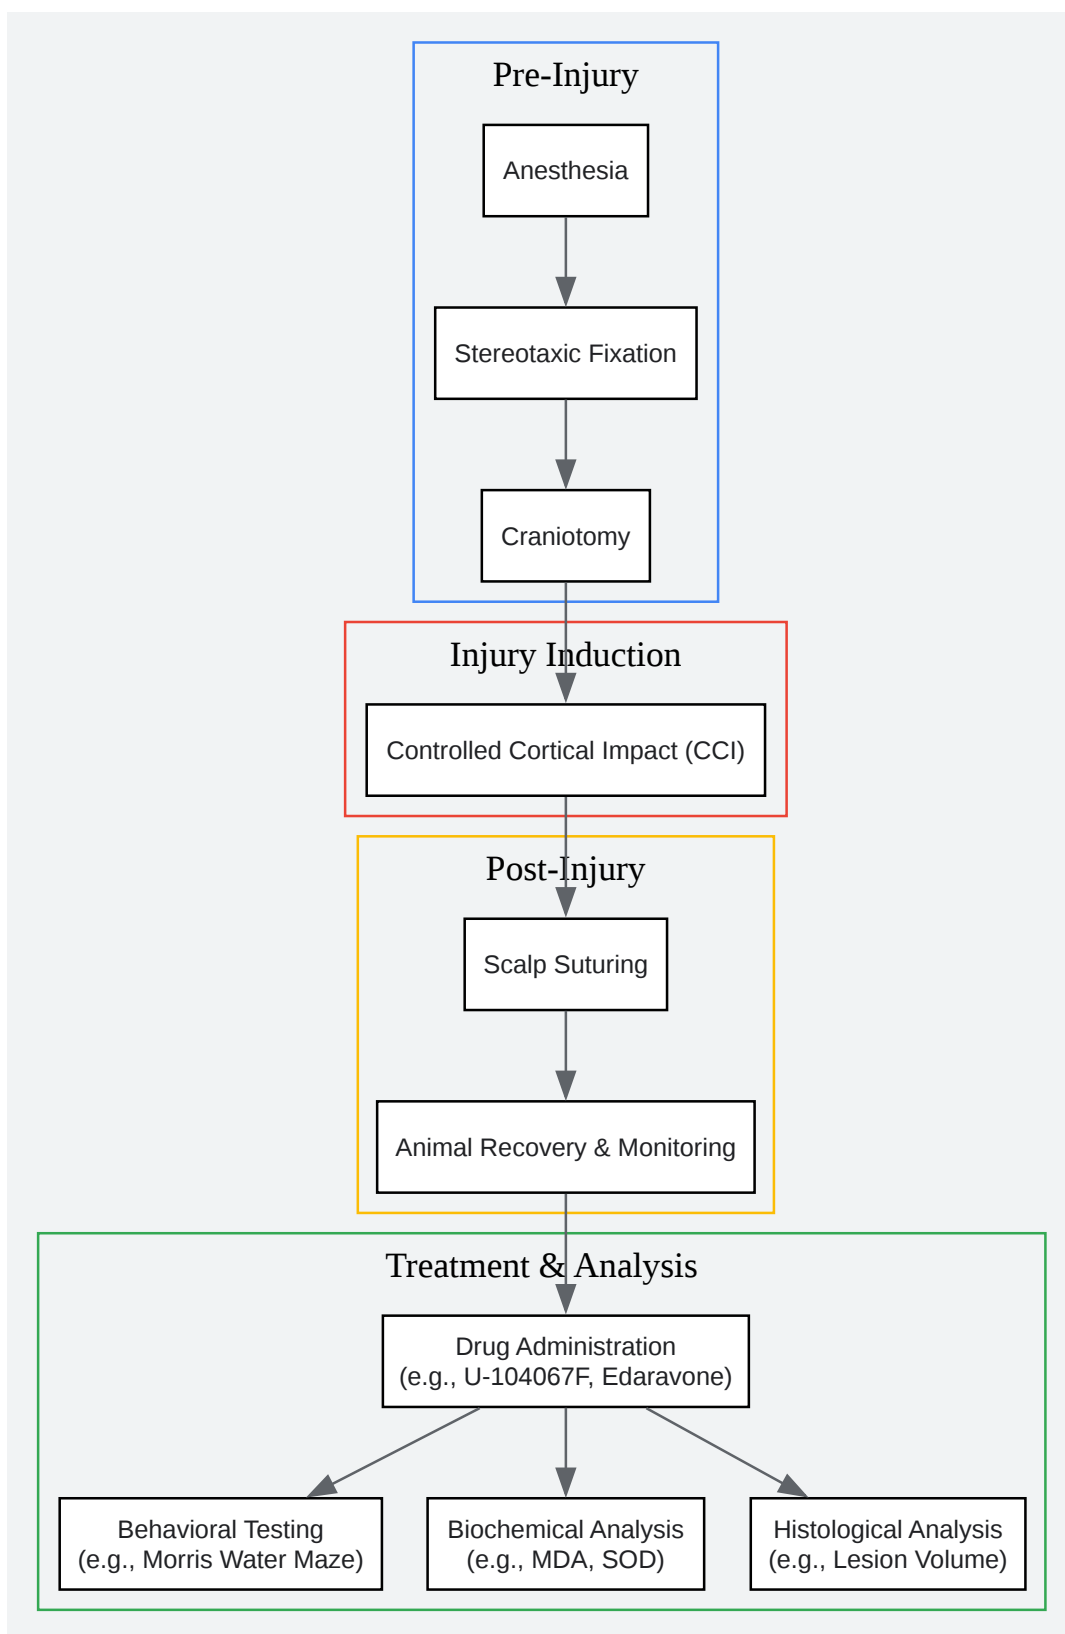 Pre-Injury
Anesthesia
Stereotaxic Fixation
Craniotomy
Injury Induction
Controlled Cortical Impact (CCI)
Post-Injury
Scalp Suturing
Animal Recovery & Monitoring
Treatment & Analysis
Drug Administration
(e.g., U-104067F, Edaravone)
Behavioral Testing
(e.g., Morris Water Maze)
Biochemical Analysis
(e.g., MDA, SOD)
Histological Analysis
(e.g., Lesion Volume)